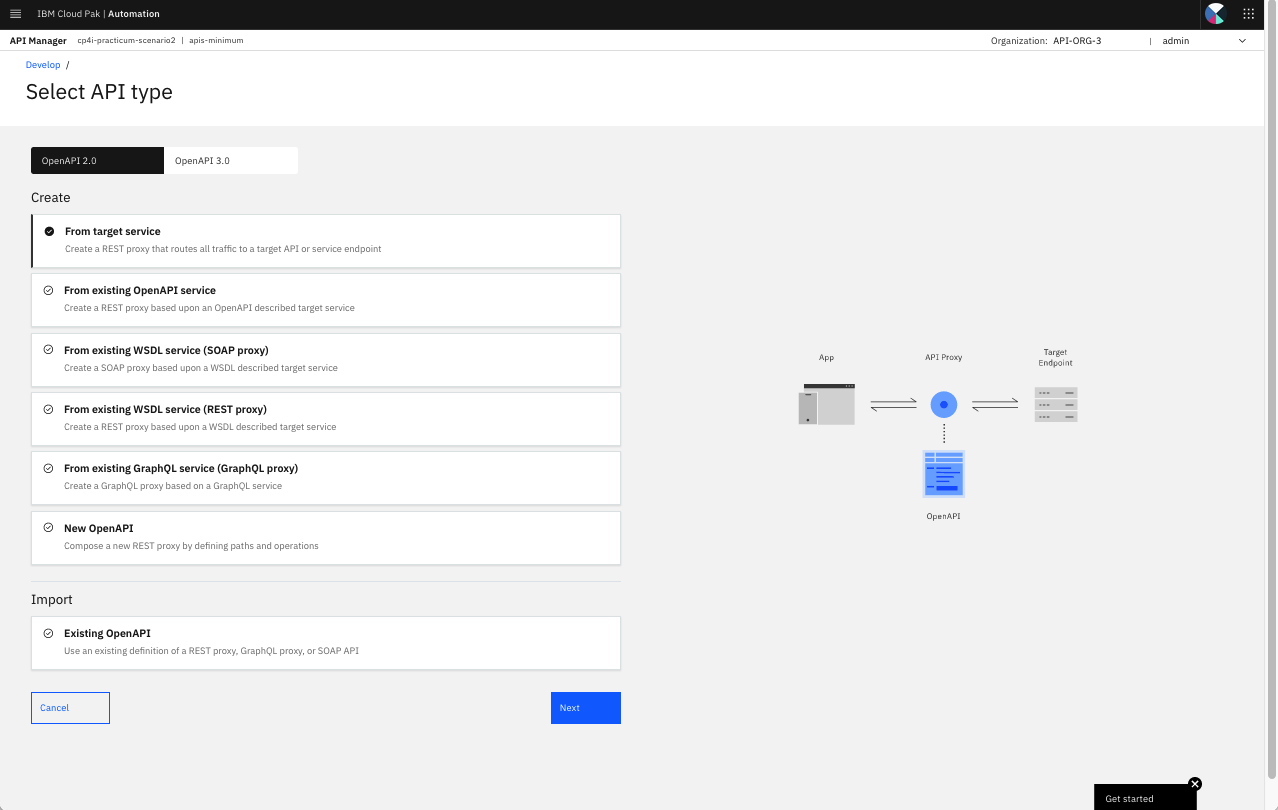 IBM Cloud Pak | Automation
API Manager cp4i-practicum-scenario2 | apis-minimum Organization: API-ORG-3 | admin
Develop /
Select API type
OpenAPI 2.0 OpenAPI 3.0
Create
From target service
Create a REST proxy that routes all traffic to a target API or service endpoint
From existing OpenAPI service
Create a REST proxy based upon an OpenAPI described target service
From existing WSDL service (SOAP proxy)
Create a SOAP proxy based upon a WSDL described target service
From existing WSDL service (REST proxy)
Create a REST proxy based upon a WSDL described target service
From existing GraphQL service (GraphQL proxy)
Create a GraphQL proxy based on a GraphQL service
New OpenAPI
Compose a new REST proxy by defining paths and operations
Import
Existing OpenAPI
Use an existing definition of a REST proxy, GraphQL proxy, or SOAP API
Cancel Next
App
API Proxy
Target
Endpoint
OpenAPI
Get started